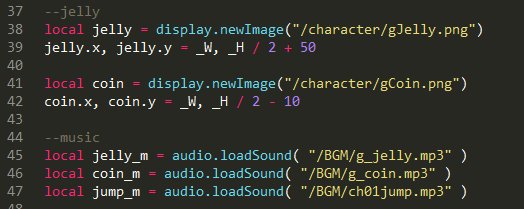 37 --jelly
38 local jelly = display.newImage("/character/gJelly.png")
39 jelly.x, jelly.y = _W, _H / 2 + 50
40
41 local coin = display.newImage("/character/gCoin.png")
42 coin.x, coin.y = _W, _H / 2 - 10
43
44 --music
45 local jelly_m = audio.loadSound( "/BGM/g_jelly.mp3" )
46 local coin_m = audio.loadSound( "/BGM/g_coin.mp3" )
47 local jump_m = audio.loadSound( "/BGM/ch01jump.mp3" )